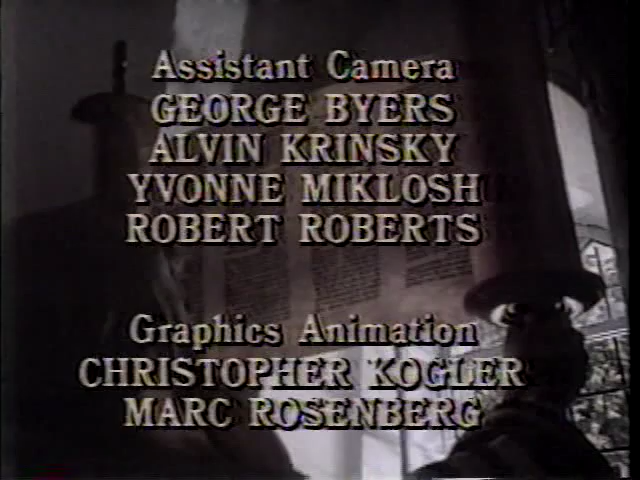 Assistant Camera
GEORGE BYERS
ALVIN KRINSKY
YVONNE MIKLOSH
ROBERT ROBERTS
Graphics Animation
CHRISTOPHER KOGLER
MARC ROSENBERG